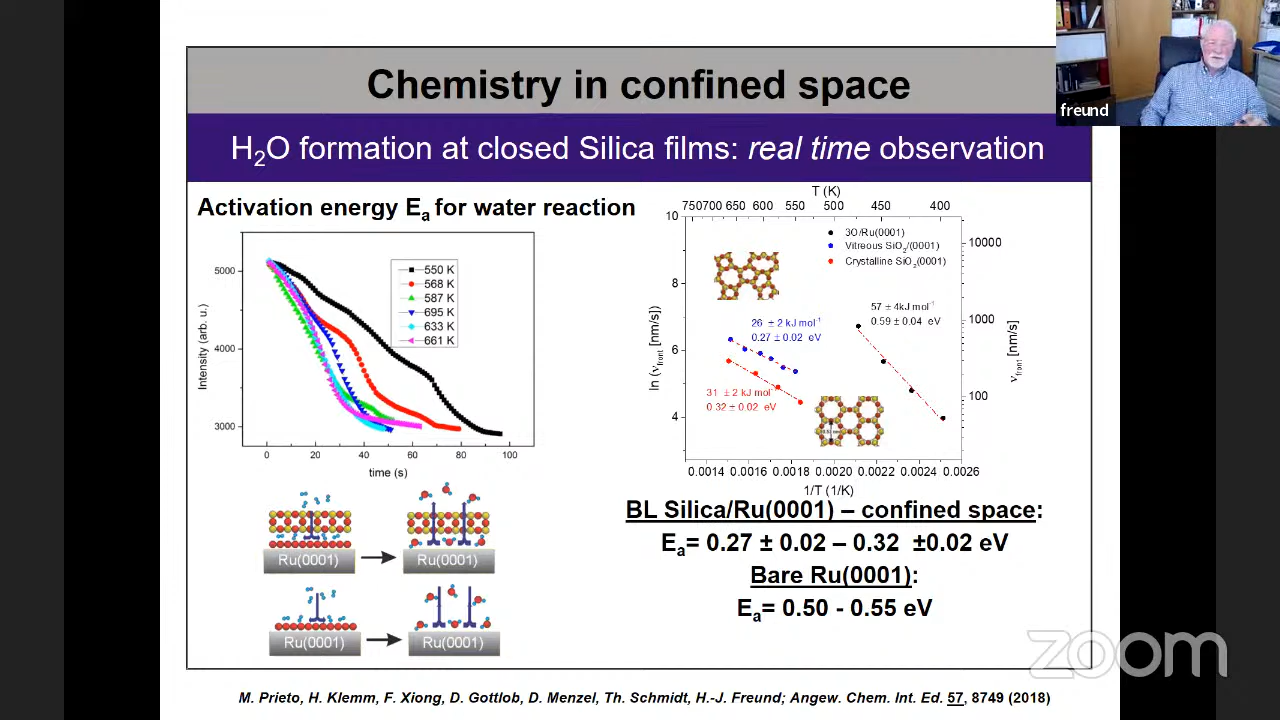 freund
Chemistry in confined space
H2O formation at closed Silica films: real time observation
Activation energy Ea for water reaction
5000
4000
3000
Intensity (arb. u.)
0 20 40 60 80 100
time (s)
550 K
568 K
587 K
695 K
633 K
661 K
T (K)
750 700 650 600 550 500 450 400
10
8
6
4
ln (νfront [nm/s])
10000
1000
100
νfront [nm/s]
3O/Ru(0001)
Vitreous SiO2/(0001)
Crystalline SiO2(0001)
57 ± 4kJ mol-1
0.59 ± 0.04 eV
26 ± 2 kJ mol-1
0.27 ± 0.02 eV
31 ± 2 kJ mol-1
0.32 ± 0.02 eV
0.0014 0.0016 0.0018 0.0020 0.0022 0.0024 0.0026
1/T (1/K)
Ru(0001)
Ru(0001)
Ru(0001)
Ru(0001)
BL Silica/Ru(0001) – confined space:
Ea= 0.27 ± 0.02 – 0.32 ±0.02 eV
Bare Ru(0001):
Ea= 0.50 - 0.55 eV
zoom
M. Prieto, H. Klemm, F. Xiong, D. Gottlob, D. Menzel, Th. Schmidt, H.-J. Freund; Angew. Chem. Int. Ed. 57, 8749 (2018)